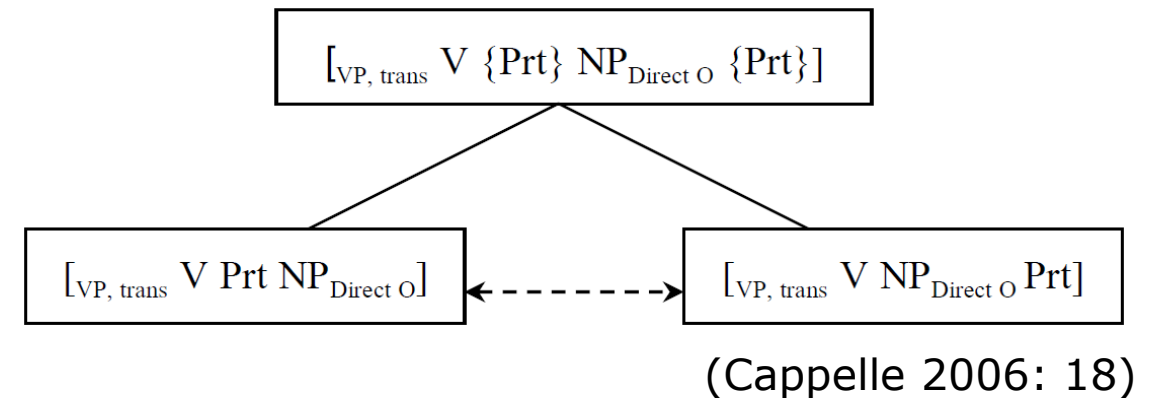 [VP, trans V {Prt} NPDirect O {Prt}]
[VP, trans V Prt NPDirect O]
[VP, trans V NPDirect O Prt]
(Cappelle 2006: 18)